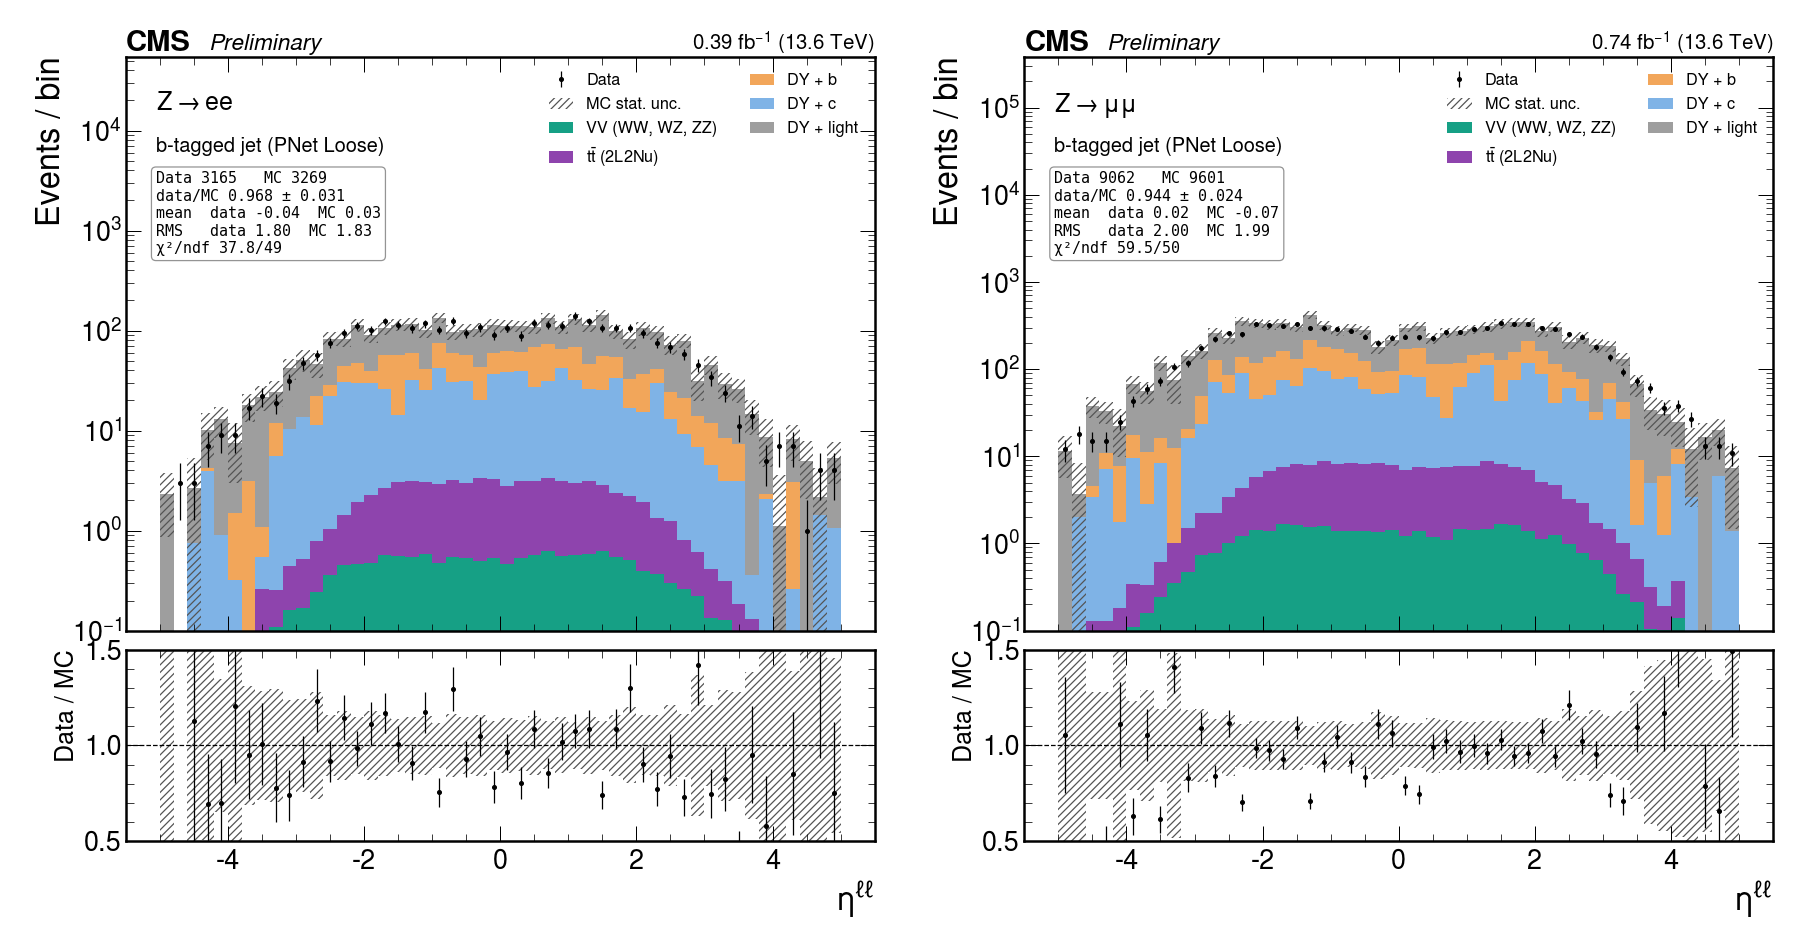 CMS Preliminary 0.39 fb⁻¹ (13.6 TeV)
Events / bin
Z → ee
b-tagged jet (PNet Loose)
Data 3165 MC 3269
data/MC 0.968 ± 0.031
mean data -0.04 MC 0.03
RMS data 1.80 MC 1.83
χ²/ndf 37.8/49
Data
MC stat. unc.
VV (WW, WZ, ZZ)
tt̄ (2L2Nu)
DY + b
DY + c
DY + light
10⁴
10³
10²
10¹
10⁰
10⁻¹
Data / MC
1.5
1.0
0.5
-4 -2 0 2 4
η^ℓℓ
CMS Preliminary 0.74 fb⁻¹ (13.6 TeV)
Events / bin
Z → μμ
b-tagged jet (PNet Loose)
Data 9062 MC 9601
data/MC 0.944 ± 0.024
mean data 0.02 MC -0.07
RMS data 2.00 MC 1.99
χ²/ndf 59.5/50
Data
MC stat. unc.
VV (WW, WZ, ZZ)
tt̄ (2L2Nu)
DY + b
DY + c
DY + light
10⁵
10⁴
10³
10²
10¹
10⁰
10⁻¹
Data / MC
1.5
1.0
0.5
-4 -2 0 2 4
η^ℓℓ